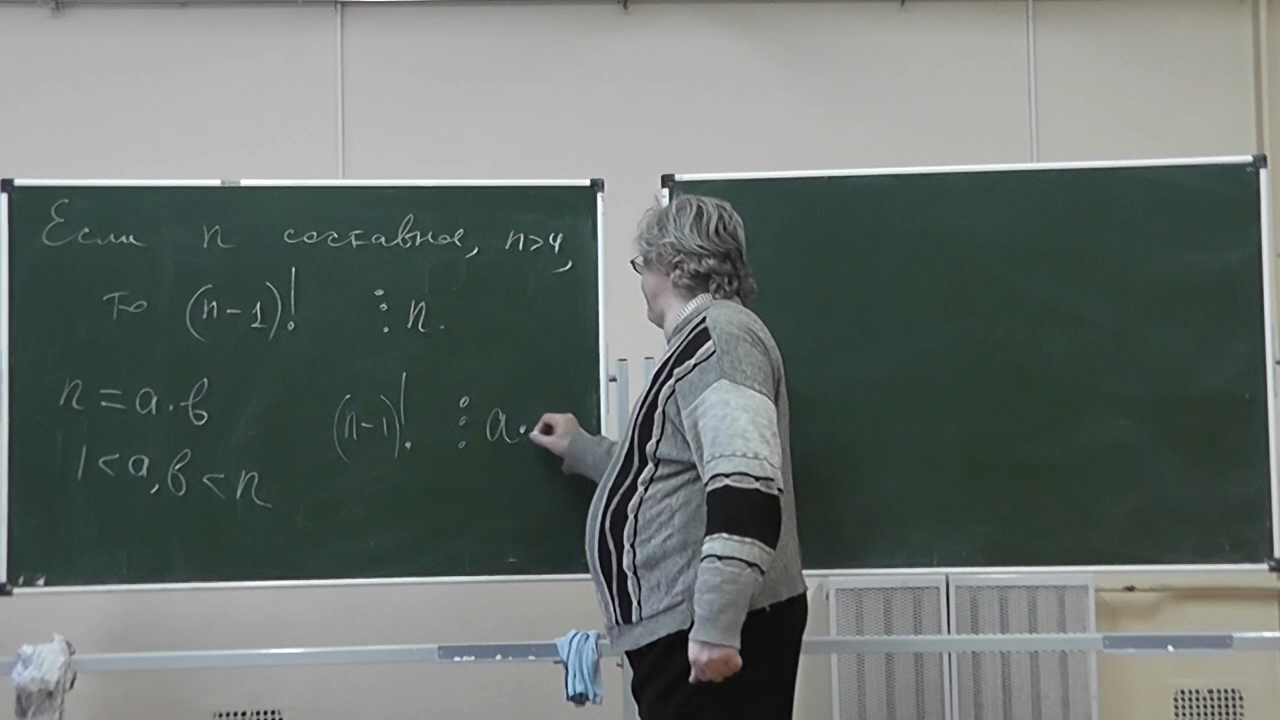 Если n составное, n>4,
то (n-1)! ⋮ n.
n = a·b
(n-1)! ⋮ a·
1<a,b<n